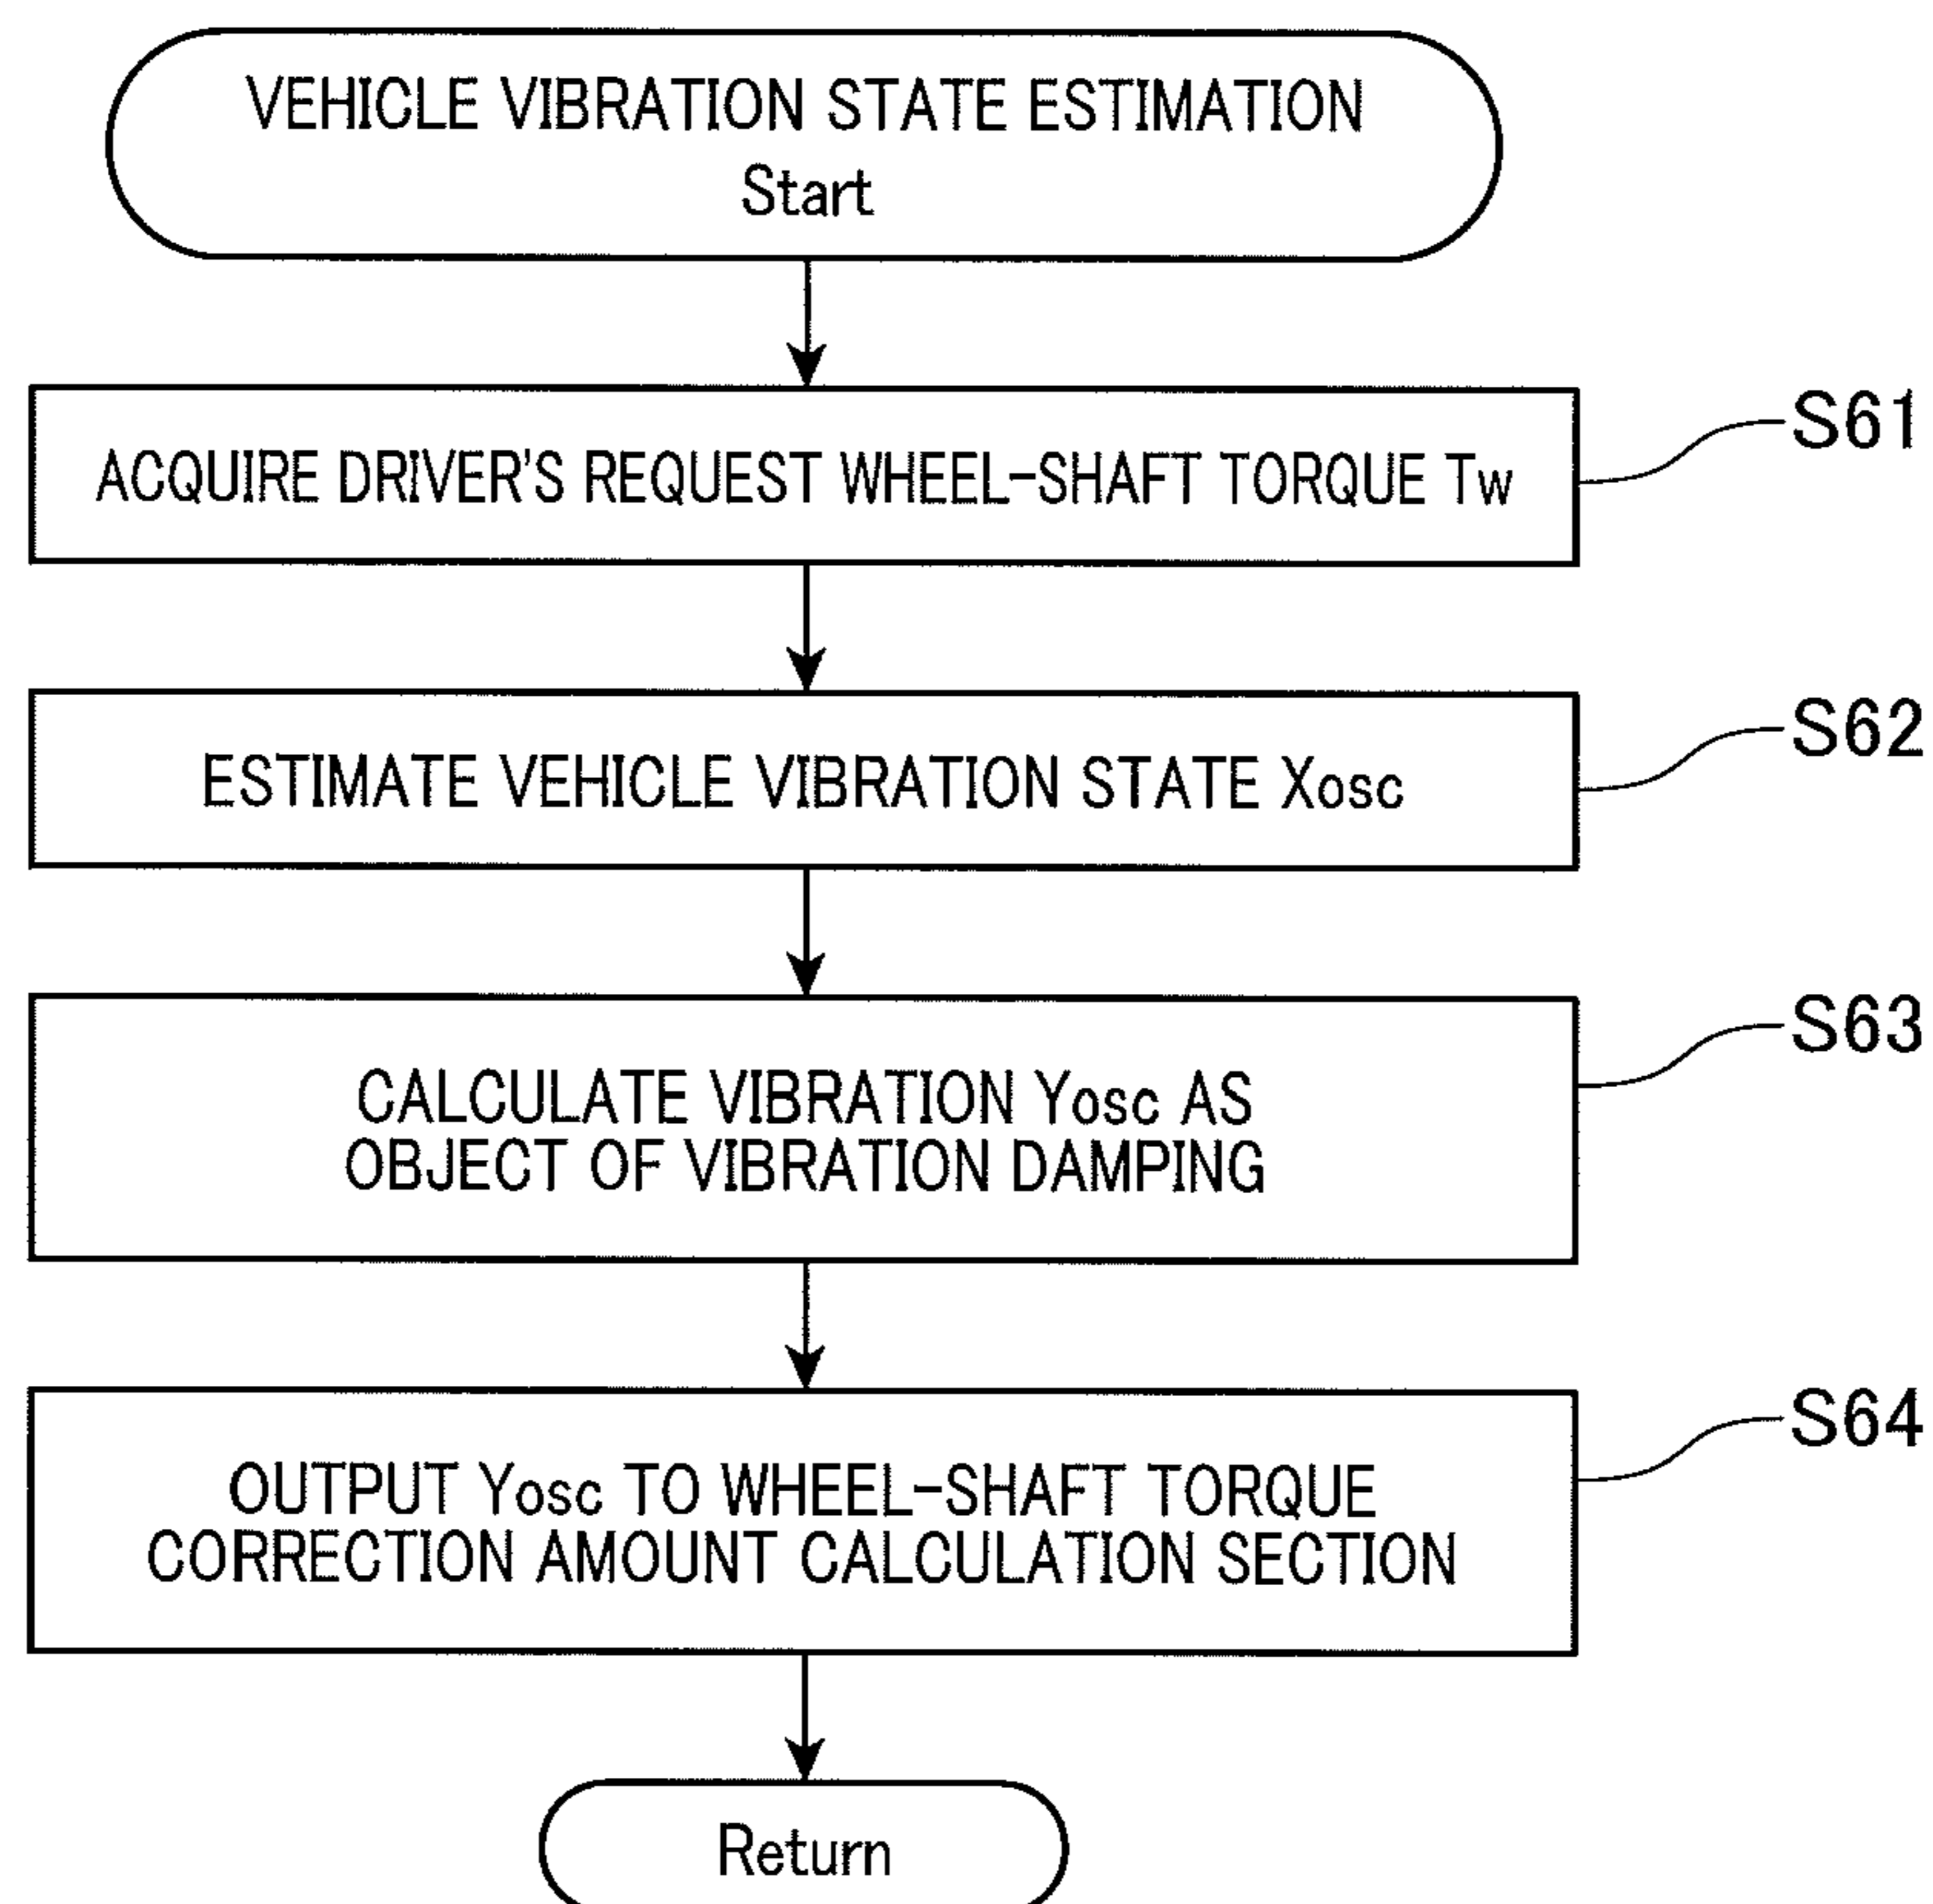 VEHICLE VIBRATION STATE ESTIMATION
Start
ACQUIRE DRIVER'S REQUEST WHEEL-SHAFT TORQUE Tw
S61
ESTIMATE VEHICLE VIBRATION STATE Xosc
S62
CALCULATE VIBRATION Yosc AS
OBJECT OF VIBRATION DAMPING
S63
OUTPUT Yosc TO WHEEL-SHAFT TORQUE
CORRECTION AMOUNT CALCULATION SECTION
S64
Return